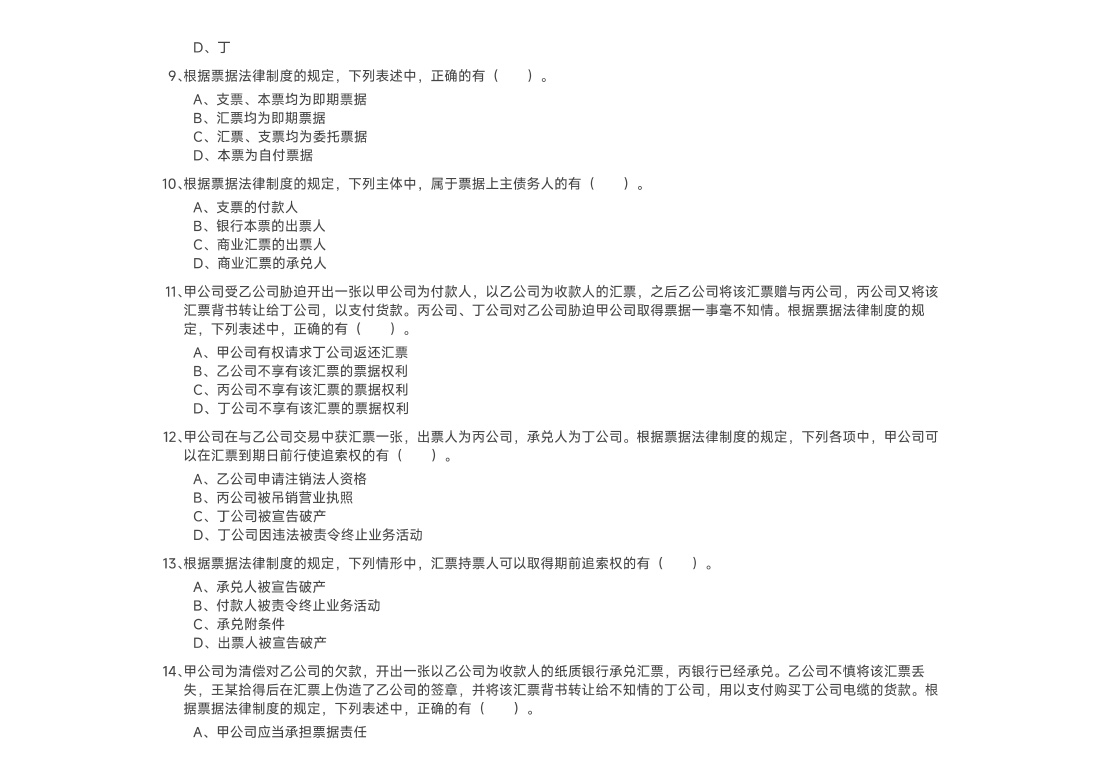 D、丁
9、根据票据法律制度的规定，下列表述中，正确的有（　　）。
A、支票、本票均为即期票据
B、汇票均为即期票据
C、汇票、支票均为委托票据
D、本票为自付票据
10、根据票据法律制度的规定，下列主体中，属于票据上主债务人的有（　　）。
A、支票的付款人
B、银行本票的出票人
C、商业汇票的出票人
D、商业汇票的承兑人
11、甲公司受乙公司胁迫开出一张以甲公司为付款人，以乙公司为收款人的汇票，之后乙公司将该汇票赠与丙公司，丙公司又将该
汇票背书转让给丁公司，以支付货款。丙公司、丁公司对乙公司胁迫甲公司取得票据一事毫不知情。根据票据法律制度的规
定，下列表述中，正确的有（　　）。
A、甲公司有权请求丁公司返还汇票
B、乙公司不享有该汇票的票据权利
C、丙公司不享有该汇票的票据权利
D、丁公司不享有该汇票的票据权利
12、甲公司在与乙公司交易中获汇票一张，出票人为丙公司，承兑人为丁公司。根据票据法律制度的规定，下列各项中，甲公司可
以在汇票到期日前行使追索权的有（　　）。
A、乙公司申请注销法人资格
B、丙公司被吊销营业执照
C、丁公司被宣告破产
D、丁公司因违法被责令终止业务活动
13、根据票据法律制度的规定，下列情形中，汇票持票人可以取得期前追索权的有（　　）。
A、承兑人被宣告破产
B、付款人被责令终止业务活动
C、承兑附条件
D、出票人被宣告破产
14、甲公司为清偿对乙公司的欠款，开出一张以乙公司为收款人的纸质银行承兑汇票，丙银行已经承兑。乙公司不慎将该汇票丢
失，王某拾得后在汇票上伪造了乙公司的签章，并将该汇票背书转让给不知情的丁公司，用以支付购买丁公司电缆的货款。根
据票据法律制度的规定，下列表述中，正确的有（　　）。
A、甲公司应当承担票据责任